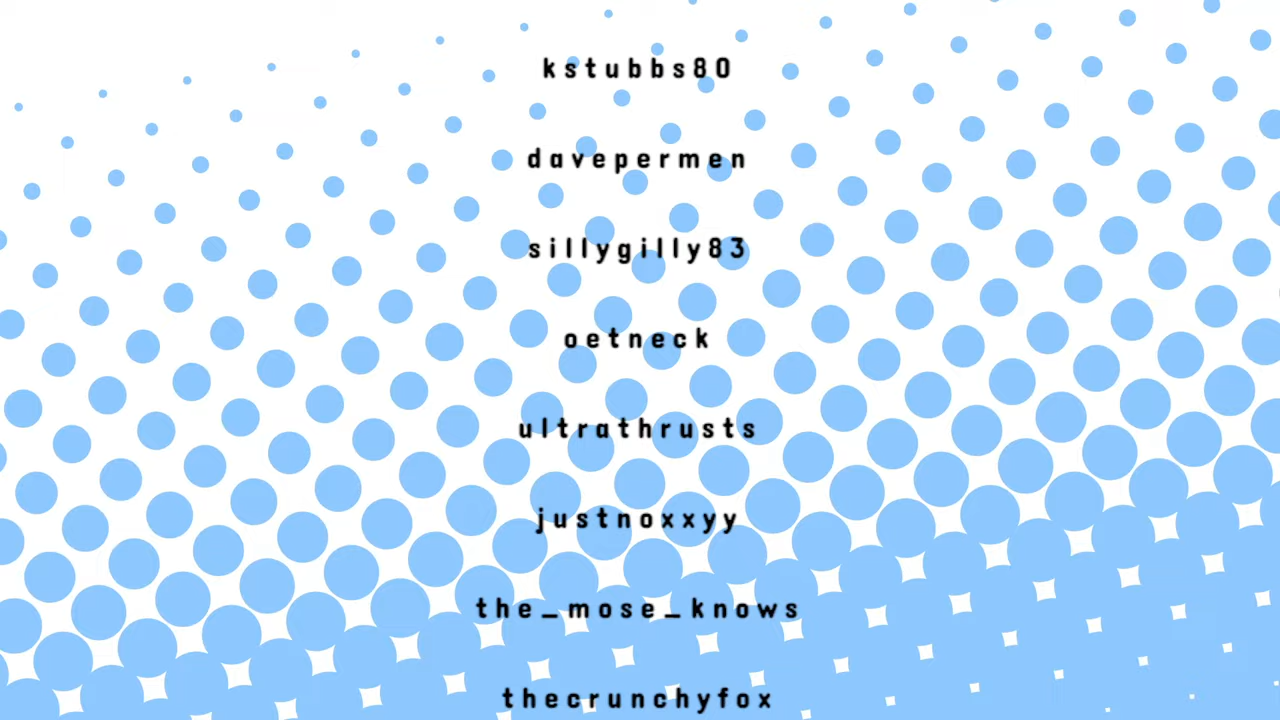 kstubbs80
davepermen
sillygilly83
oetneck
ultrathrusts
justnoxxyy
the_mose_knows
thecrunchyfox